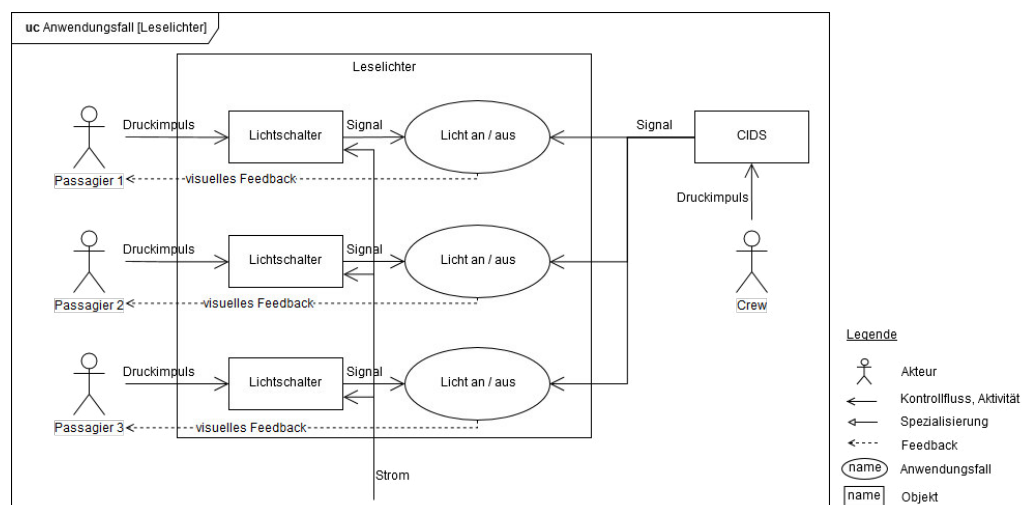 uc Anwendungsfall [Leselichter]
Leselichter
Druckimpuls
Lichtschalter
Signal
Licht an / aus
Signal
CIDS
Passagier 1
visuelles Feedback
Druckimpuls
Druckimpuls
Lichtschalter
Signal
Licht an / aus
Passagier 2
visuelles Feedback
Crew
Druckimpuls
Lichtschalter
Signal
Licht an / aus
Passagier 3
visuelles Feedback
Strom
Legende
Akteur
Kontrollfluss, Aktivität
Spezialisierung
Feedback
name Anwendungsfall
name Objekt